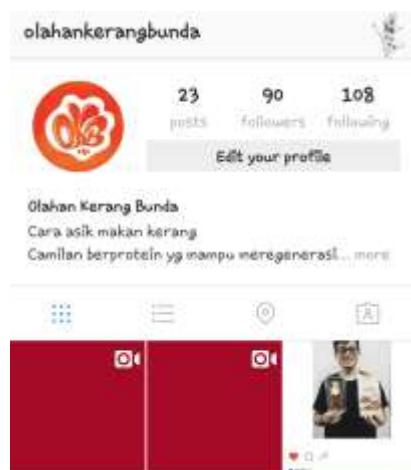 olahankerangbunda
OKB
23 90 108
posts followers following
Edit your profile
Olahan Kerang Bunda
Cara asik makan kerang
Camilan berprotein yg mampu meregenerasi... more